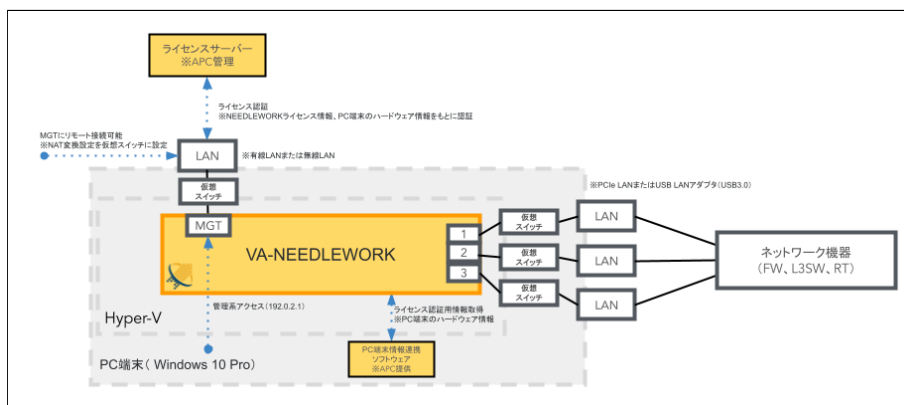 ライセンスサーバー
※APC管理
ライセンス認証
※NEEDLEWORKライセンス情報、PC端末のハードウェア情報をもとに認証
MGTにリモート接続可能
※NAT変換設定を仮想スイッチに設定
LAN
※有線LANまたは無線LAN
仮想
スイッチ
※PCIe LANまたはUSB LANアダプタ(USB3.0)
MGT
VA-NEEDLEWORK
1
2
3
仮想
スイッチ
仮想
スイッチ
仮想
スイッチ
LAN
LAN
LAN
ネットワーク機器
(FW、L3SW、RT)
管理系アクセス(192.0.2.1)
ライセンス認証用情報取得
※PC端末のハードウェア情報
Hyper-V
PC端末情報連携
ソフトウェア
※APC提供
PC端末( Windows 10 Pro)